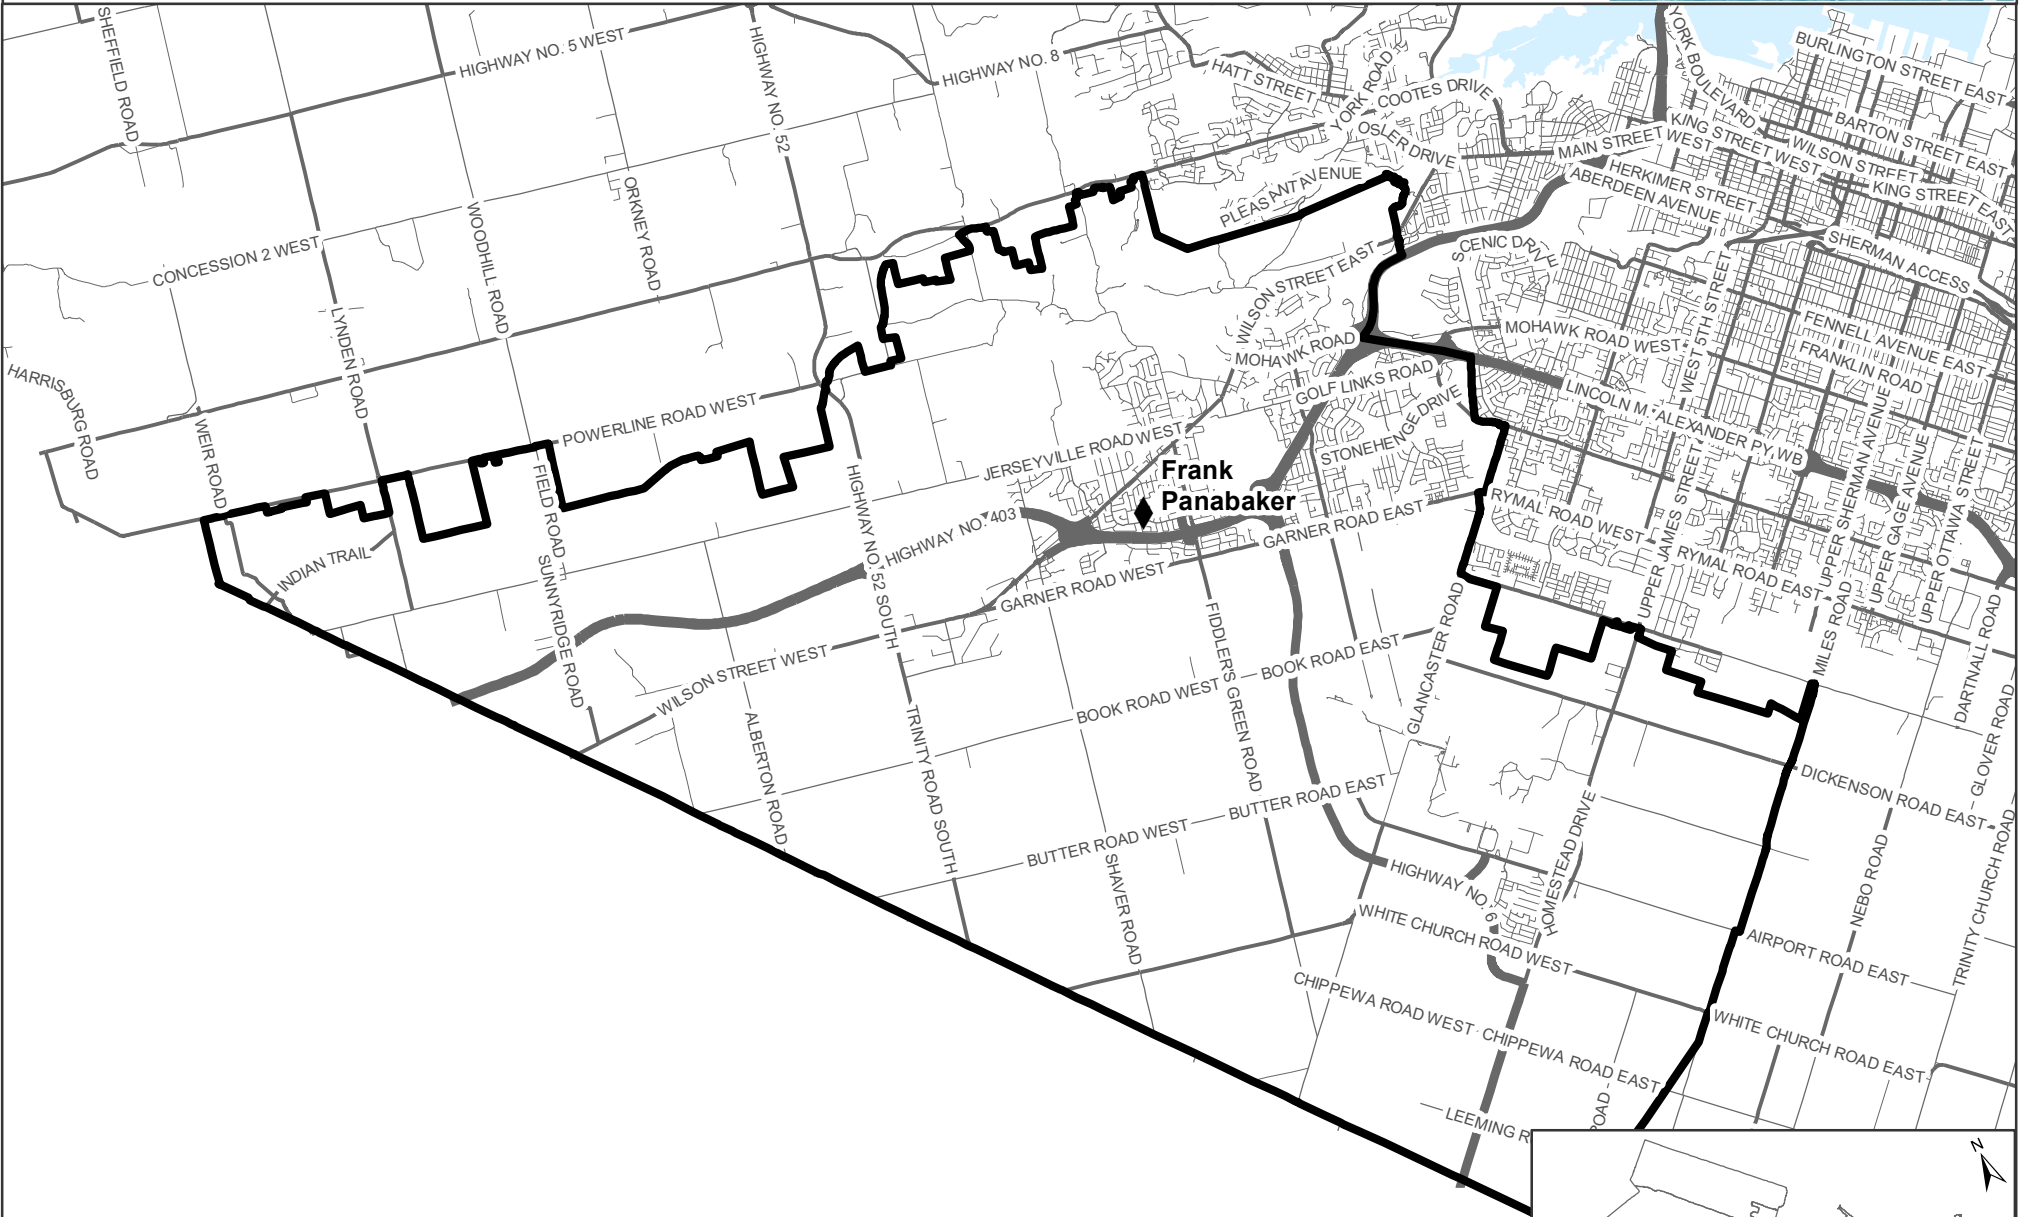 SHEFFIELD ROAD
HIGHWAY NO. 5 WEST
HIGHWAY NO. 52
HIGHWAY NO. 8
HATT STREET
YORK ROAD
COOTES DRIVE
OSLER DRIVE
YORK BOULEVARD
BURLINGTON STREET EAST
BARTON STREET EAST
MAIN STREET WEST
KING STREET WEST
WILSON STREET
KING STREET EAST
HERKIMER STREET
ABERDEEN AVENUE
PLEASANT AVENUE
CONCESSION 2 WEST
WOODHILL ROAD
ORKNEY ROAD
LYNDEN ROAD
WILSON STREET EAST
SCENIC DRIVE
WEST 5TH STREET
SHERMAN ACCESS
MOHAWK ROAD
MOHAWK ROAD WEST
FENNELL AVENUE EAST
FRANKLIN ROAD
HARRISBURG ROAD
WEIR ROAD
POWERLINE ROAD WEST
JERSEYVILLE ROAD WEST
GOLF LINKS ROAD
STONEHENGE DRIVE
LINCOLN M. ALEXANDER PY WB
Frank
Panabaker
FIELD ROAD
HIGHWAY NO. 52 SOUTH
HIGHWAY NO. 403
GARNER ROAD EAST
RYMAL ROAD WEST
RYMAL ROAD EAST
UPPER JAMES STREET
UPPER SHERMAN AVENUE
UPPER GAGE AVENUE
UPPER OTTAWA STREET
INDIAN TRAIL
SUNNYRIDGE ROAD
GARNER ROAD WEST
FIDDLER'S GREEN ROAD
GLANCASTER ROAD
MILES ROAD
DARTNALL ROAD
GLOVER ROAD
WILSON STREET WEST
BOOK ROAD WEST
BOOK ROAD EAST
ALBERTON ROAD
TRINITY ROAD SOUTH
BUTTER ROAD WEST
BUTTER ROAD EAST
DICKENSON ROAD EAST
SHAVER ROAD
HIGHWAY NO. 6
HOMESTEAD DRIVE
NEBO ROAD
TRINITY CHURCH ROAD
WHITE CHURCH ROAD WEST
AIRPORT ROAD EAST
CHIPPEWA ROAD WEST
CHIPPEWA ROAD EAST
WHITE CHURCH ROAD EAST
LEEMING R
ROAD
N